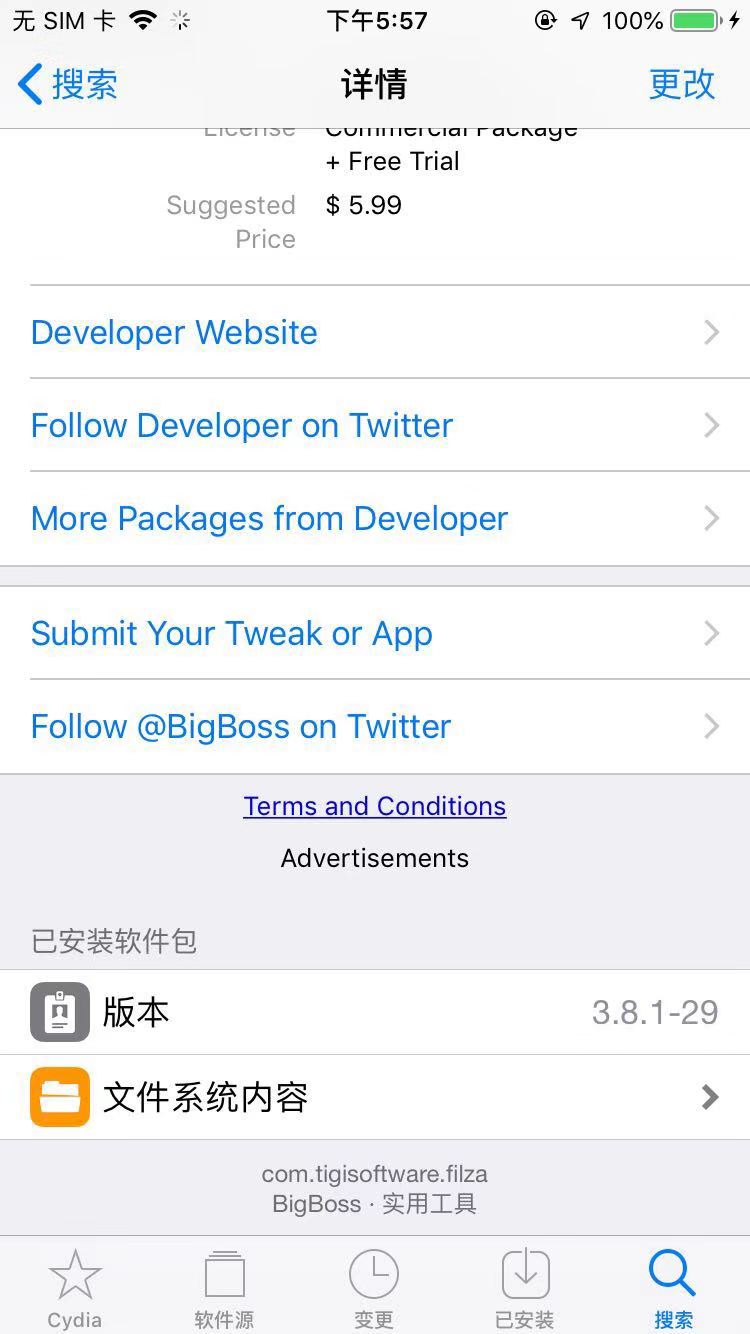 无 SIM 卡 下午5:57 100%
搜索 详情 更改
License Commercial Package
+ Free Trial
Suggested $ 5.99
Price
Developer Website
Follow Developer on Twitter
More Packages from Developer
Submit Your Tweak or App
Follow @BigBoss on Twitter
Terms and Conditions
Advertisements
已安装软件包
版本 3.8.1-29
文件系统内容
com.tigisoftware.filza
BigBoss · 实用工具
Cydia 软件源 变更 已安装 搜索